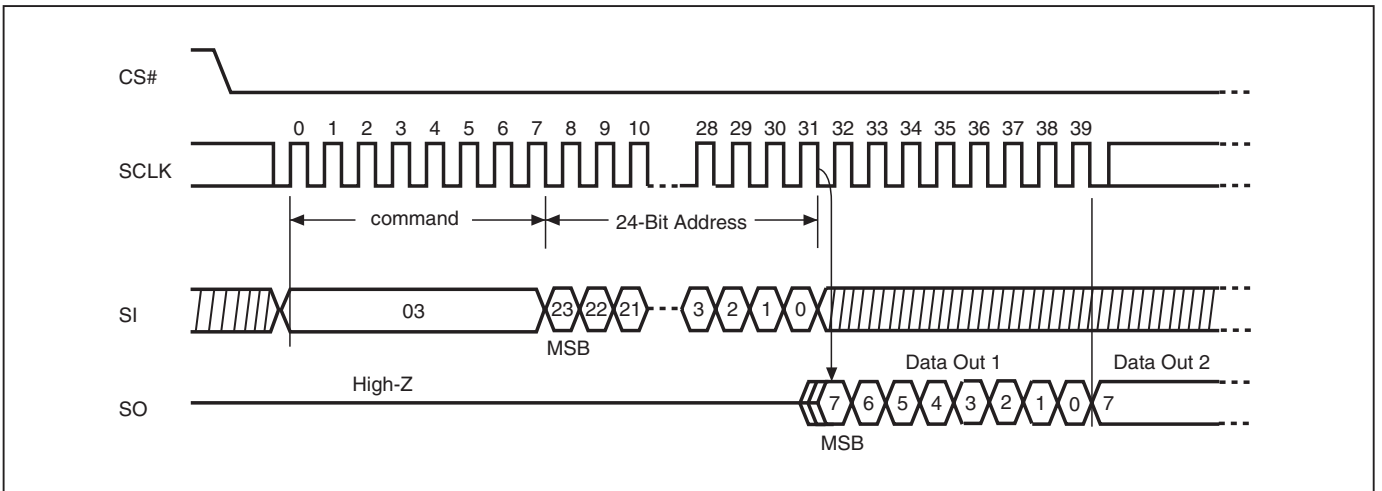 CS#
0 1 2 3 4 5 6 7 8 9 10 28 29 30 31 32 33 34 35 36 37 38 39
SCLK
command
24-Bit Address
SI
03
23 22 21 3 2 1 0
MSB
Data Out 1
Data Out 2
High-Z
SO
7 6 5 4 3 2 1 0 7
MSB